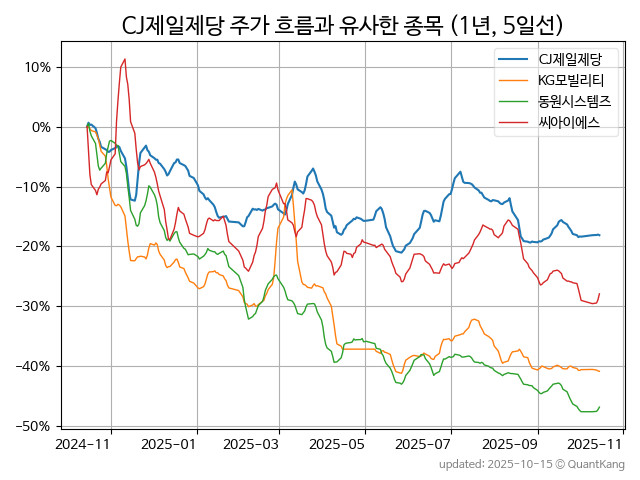 CJ제일제당 주가 흐름과 유사한 종목 (1년, 5일선)
CJ제일제당
KG모빌리티
동원시스템즈
씨아이에스
10%
0%
−10%
−20%
−30%
−40%
−50%
2024-11
2025-01
2025-03
2025-05
2025-07
2025-09
2025-11
updated: 2025-10-15 © QuantKang